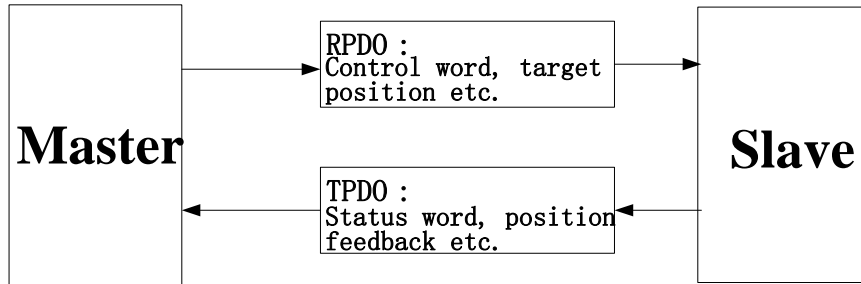 Master
RPDO：
Control word, target
position etc.
TPDO：
Status word, position
feedback etc.
Slave